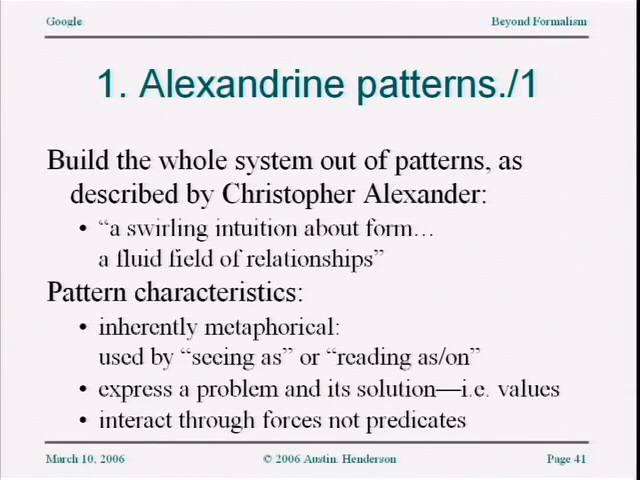 Google
Beyond Formalism
1. Alexandrine patterns./1
Build the whole system out of patterns, as
described by Christopher Alexander:
• “a swirling intuition about form…
a fluid field of relationships”
Pattern characteristics:
• inherently metaphorical:
used by “seeing as” or “reading as/on”
• express a problem and its solution—i.e. values
• interact through forces not predicates
March 10, 2006
© 2006 Austin. Henderson
Page 41